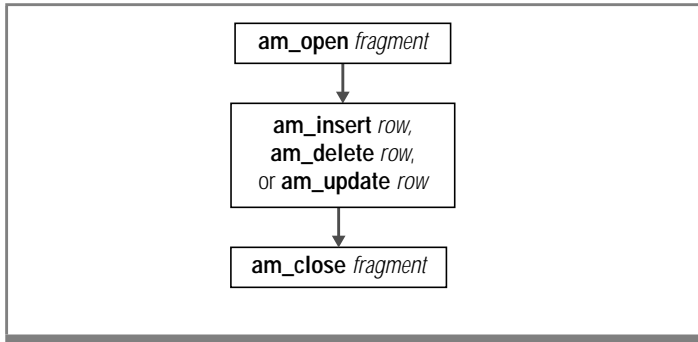 am_open fragment
am_insert row,
am_delete row,
or am_update row
am_close fragment